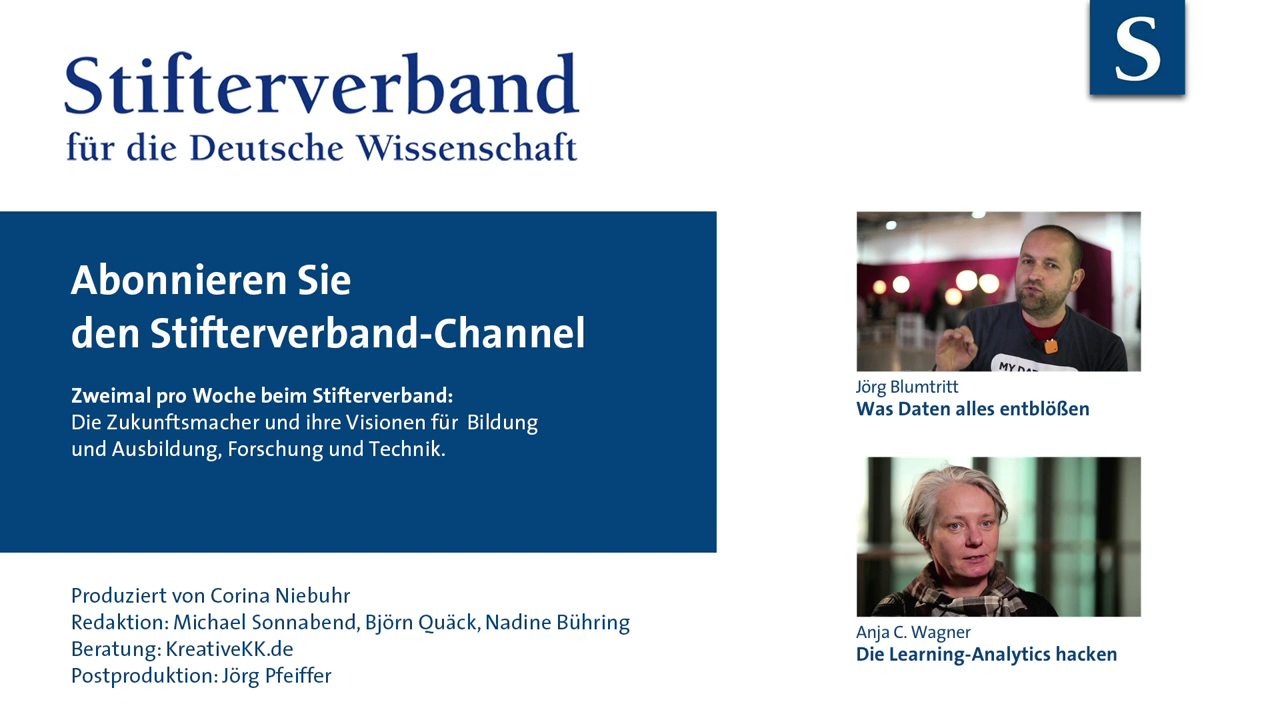 Stifterverband
für die Deutsche Wissenschaft
S
Abonnieren Sie
den Stifterverband-Channel
Zweimal pro Woche beim Stifterverband:
Die Zukunftsmacher und ihre Visionen für Bildung
und Ausbildung, Forschung und Technik.
Produziert von Corina Niebuhr
Redaktion: Michael Sonnabend, Björn Quäck, Nadine Bühring
Beratung: KreativeKK.de
Postproduktion: Jörg Pfeiffer
MY
Jörg Blumtritt
Was Daten alles entblößen
Anja C. Wagner
Die Learning-Analytics hacken